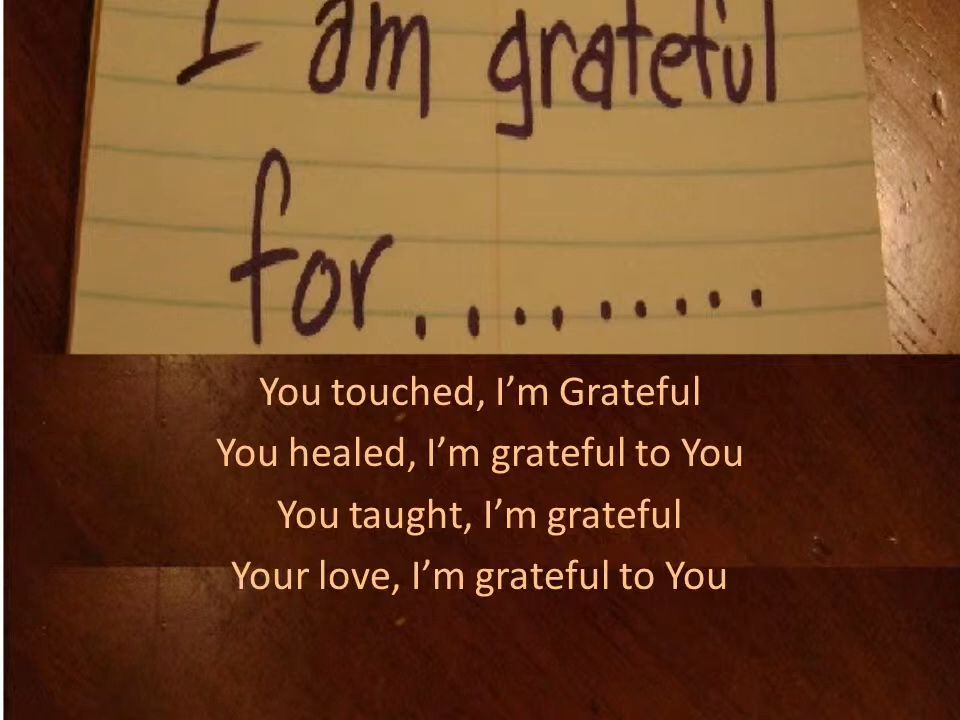 I am grateful
for.........
You touched, I’m Grateful
You healed, I’m grateful to You
You taught, I’m grateful
Your love, I’m grateful to You